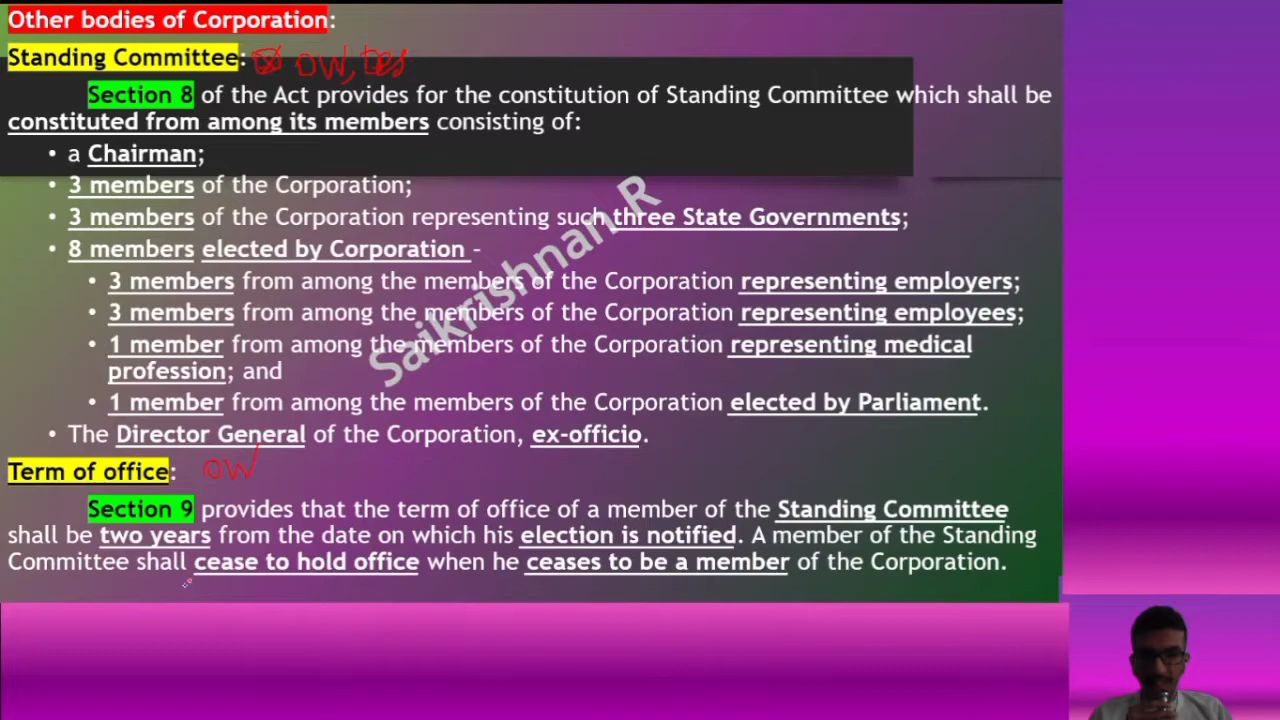 Other bodies of Corporation:
Standing Committee: OW, Des
Section 8 of the Act provides for the constitution of Standing Committee which shall be
constituted from among its members consisting of:
• a Chairman;
• 3 members of the Corporation;
• 3 members of the Corporation representing such three State Governments;
• 8 members elected by Corporation –
• 3 members from among the members of the Corporation representing employers;
• 3 members from among the members of the Corporation representing employees;
• 1 member from among the members of the Corporation representing medical
profession; and
• 1 member from among the members of the Corporation elected by Parliament.
• The Director General of the Corporation, ex-officio.
Term of office: OW
Section 9 provides that the term of office of a member of the Standing Committee
shall be two years from the date on which his election is notified. A member of the Standing
Committee shall cease to hold office when he ceases to be a member of the Corporation.
Saikrishnan R